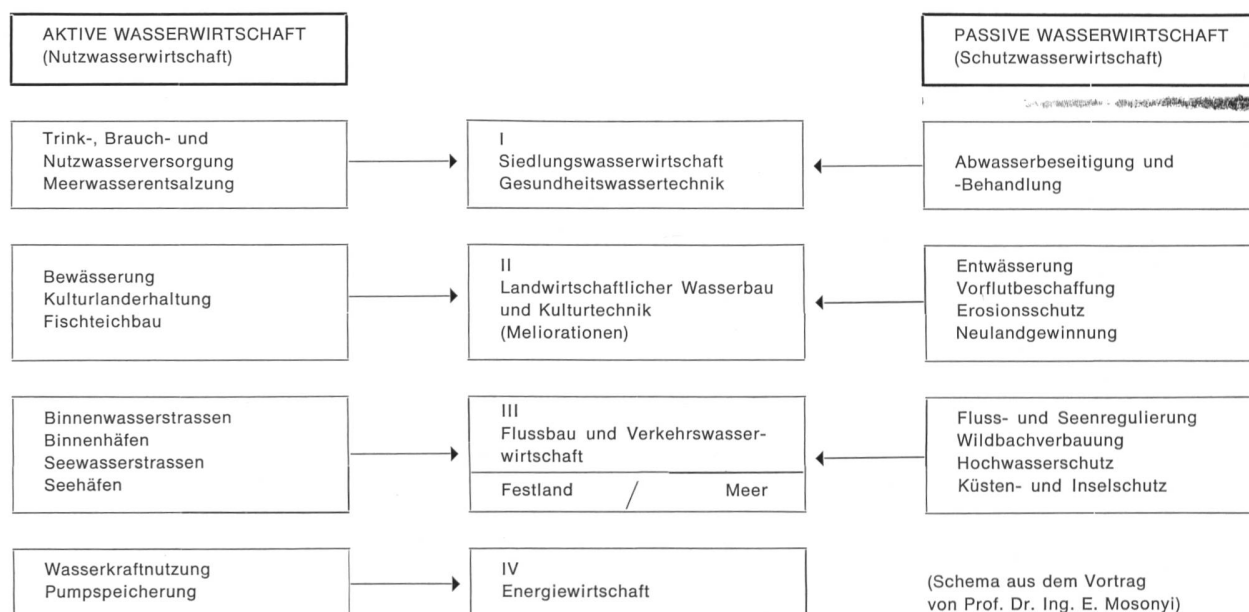 AKTIVE WASSERWIRTSCHAFT
(Nutzwasserwirtschaft)
PASSIVE WASSERWIRTSCHAFT
(Schutzwasserwirtschaft)
Trink-, Brauch- und
Nutzwasserversorgung
Meerwasserentsalzung
I
Siedlungswasserwirtschaft
Gesundheitswassertechnik
Abwasserbeseitigung und
-Behandlung
Bewässerung
Kulturlanderhaltung
Fischteichbau
II
Landwirtschaftlicher Wasserbau
und Kulturtechnik
(Meliorationen)
Entwässerung
Vorflutbeschaffung
Erosionsschutz
Neulandgewinnung
Binnenwasserstrassen
Binnenhäfen
Seewasserstrassen
Seehäfen
III
Flussbau und Verkehrswasser-
wirtschaft
Festland / Meer
Fluss- und Seenregulierung
Wildbachverbauung
Hochwasserschutz
Küsten- und Inselschutz
Wasserkraftnutzung
Pumpspeicherung
IV
Energiewirtschaft
(Schema aus dem Vortrag
von Prof. Dr. Ing. E. Mosonyi)